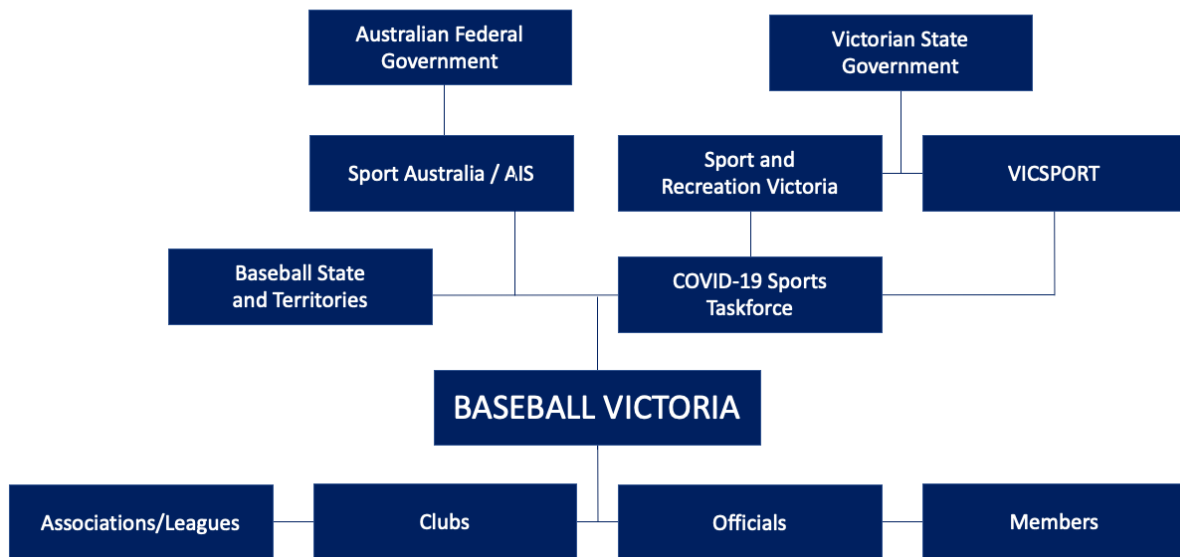 Australian Federal
Government
Victorian State
Government
Sport Australia / AIS
Sport and
Recreation Victoria
VICSPORT
Baseball State
and Territories
COVID-19 Sports
Taskforce
BASEBALL VICTORIA
Associations/Leagues
Clubs
Officials
Members